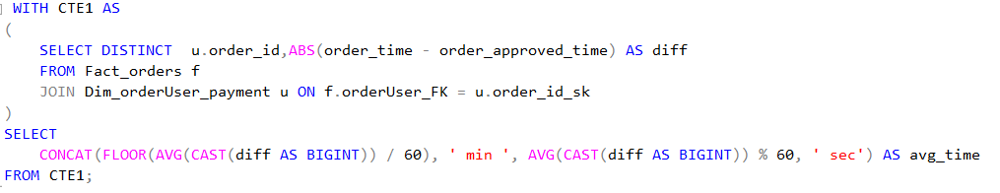 WITH CTE1 AS
(
    SELECT DISTINCT  u.order_id,ABS(order_time - order_approved_time) AS diff
    FROM Fact_orders f
    JOIN Dim_orderUser_payment u ON f.orderUser_FK = u.order_id_sk
)
SELECT
    CONCAT(FLOOR(AVG(CAST(diff AS BIGINT)) / 60), ' min ', AVG(CAST(diff AS BIGINT)) % 60, ' sec') AS avg_time
FROM CTE1;